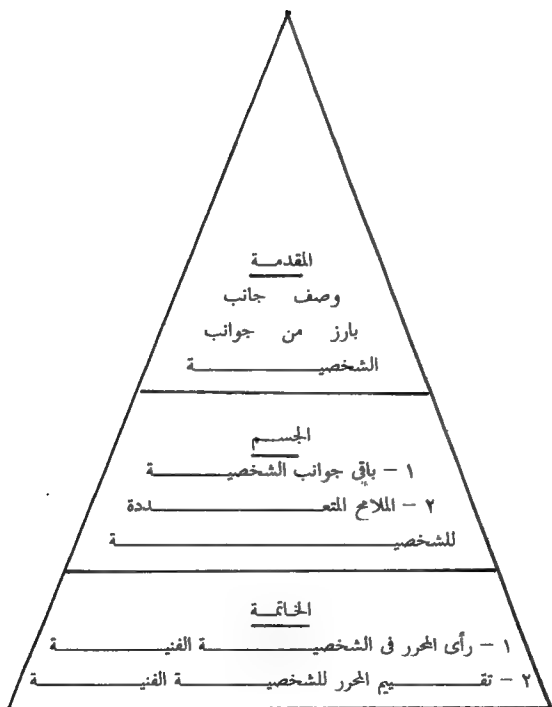 المقدمة
وصف جانب
بارز من جوانب
الشخصية
الجسم
١ - باقى جوانب الشخصية
٢ - الملامح المتعددة
للشخصية
الخاتمة
١ - رأى المحرر فى الشخصية الفنية
٢ - تقييم المحرر للشخصية الفنية